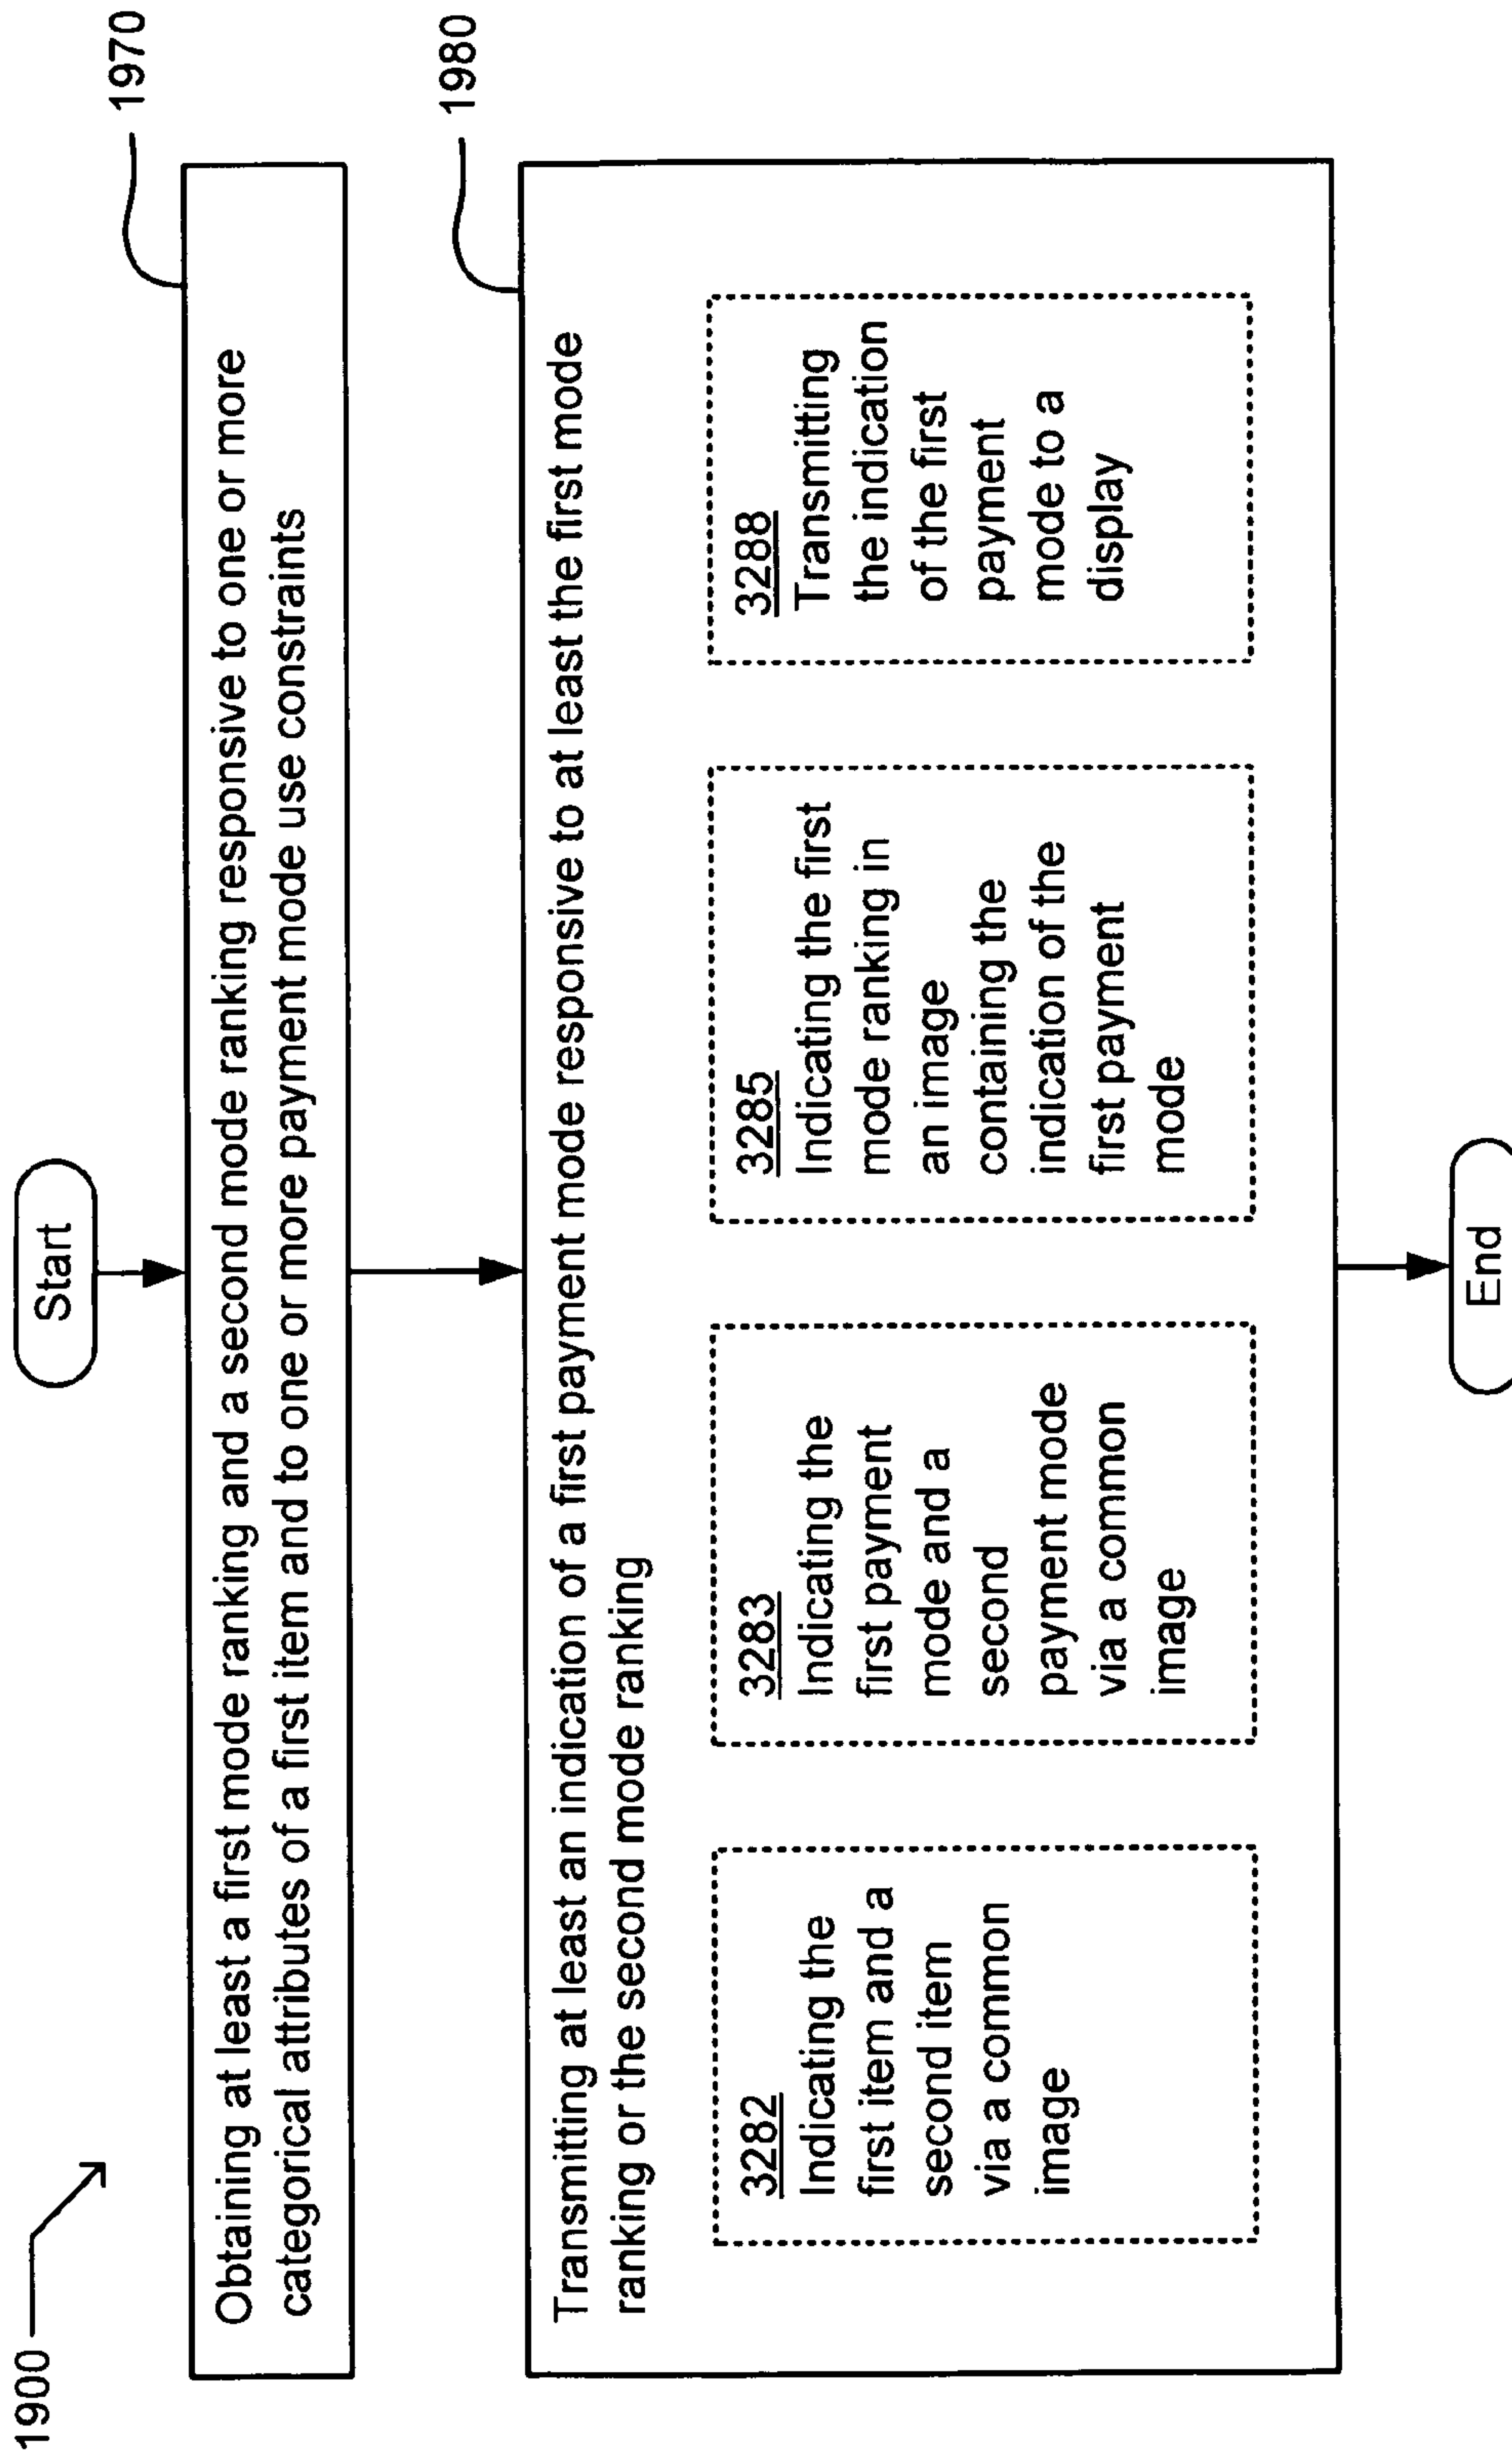 1900
Start
1970
Obtaining at least a first mode ranking and a second mode ranking responsive to one or more
categorical attributes of a first item and to one or more payment mode use constraints
1980
Transmitting at least an indication of a first payment mode responsive to at least the first mode
ranking or the second mode ranking
3282
Indicating the
first item and a
second item
via a common
image
3283
Indicating the
first payment
mode and a
second
payment mode
via a common
image
3285
Indicating the first
mode ranking in
an image
containing the
indication of the
first payment
mode
3288
Transmitting
the indication
of the first
payment
mode to a
display
End